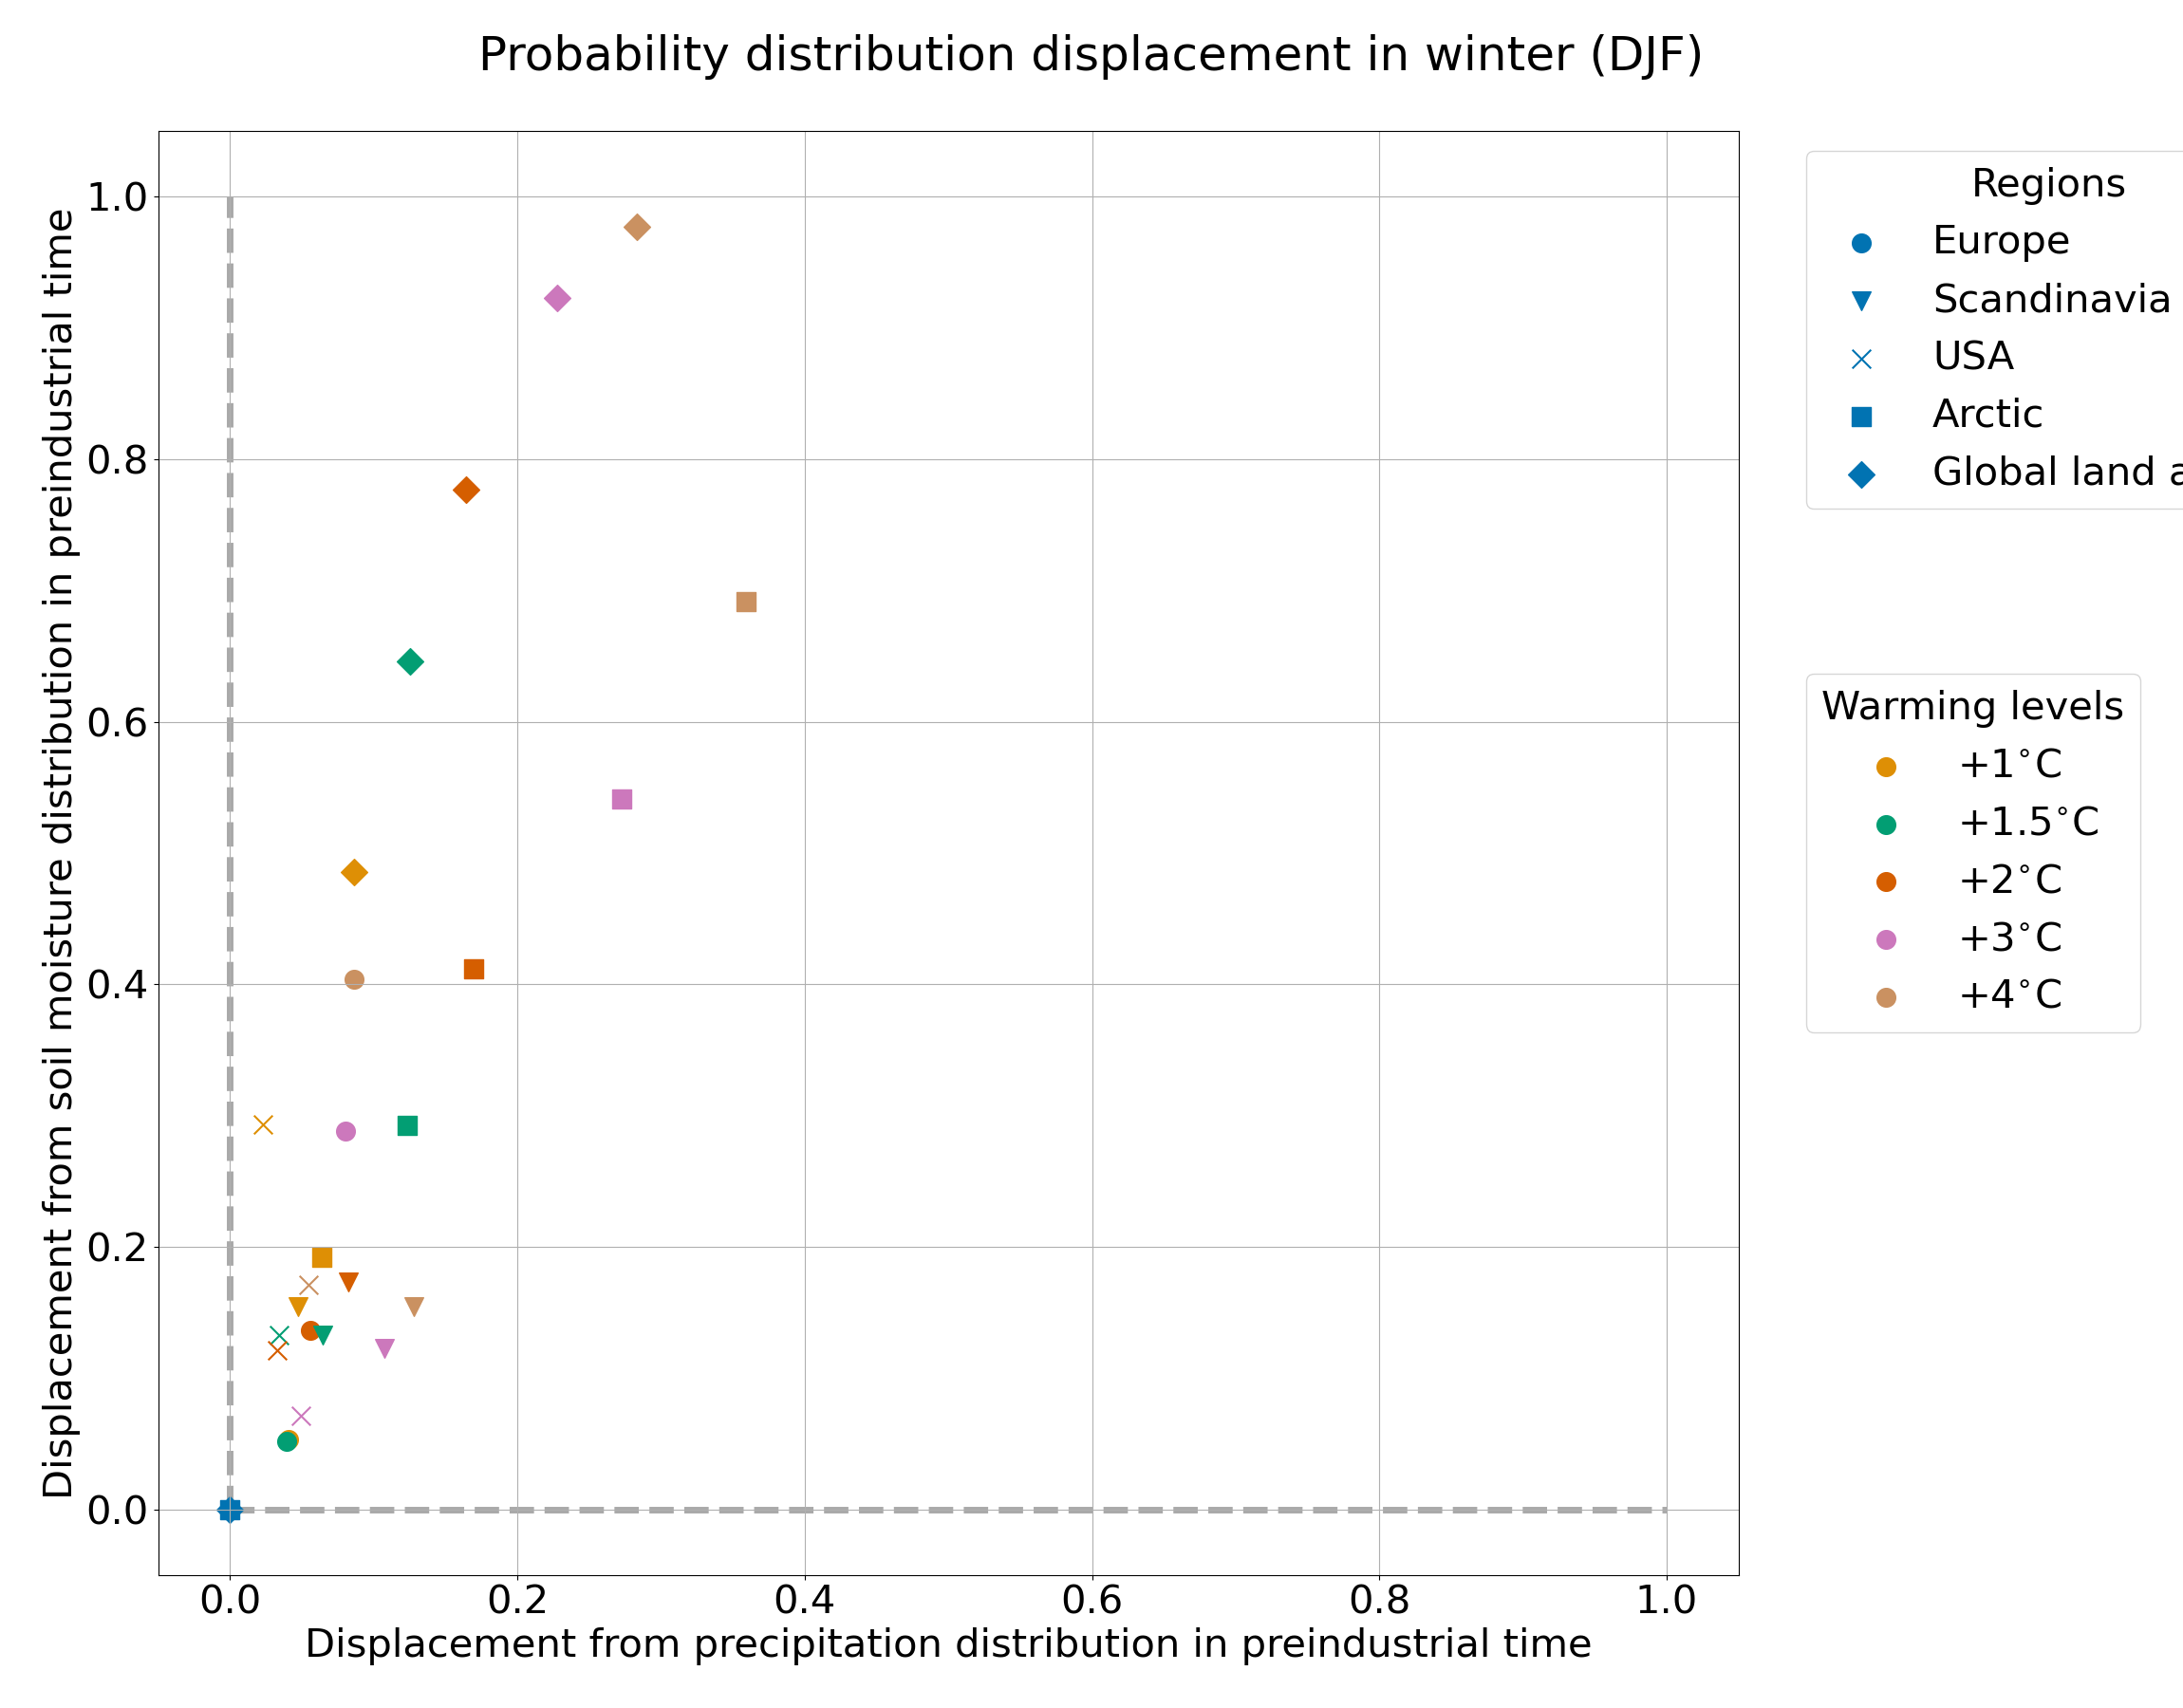 Probability distribution displacement in winter (DJF)
Displacement from soil moisture distribution in preindustrial time
1.0
0.8
0.6
0.4
0.2
0.0
0.0 0.2 0.4 0.6 0.8 1.0
Displacement from precipitation distribution in preindustrial time
Regions
Europe
Scandinavia
USA
Arctic
Global land
Warming levels
+1°C
+1.5°C
+2°C
+3°C
+4°C